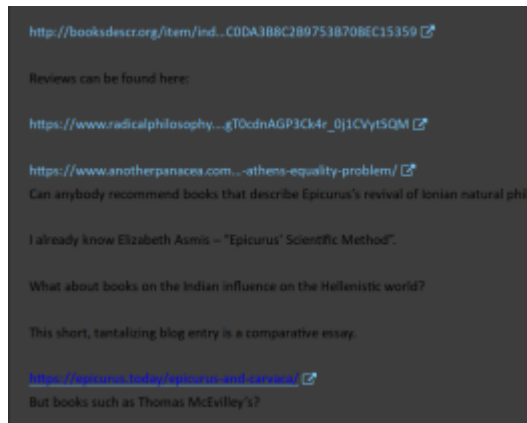 http://booksdescr.org/item/ind..C0DA3B8C2B9753B70BEC15359
Reviews can be found here:
https://www.radicalphilosophy...gT0cdnAGP3Ck4r_0j1CVytSQM
https://www.anotherpanacea.com...-athens-equality-problem/
Can anybody recommend books that describe Epicurus's revival of Ionian natural phil
I already know Elizabeth Asmis – "Epicurus' Scientific Method".
What about books on the Indian influence on the Hellenistic world?
This short, tantalizing blog entry is a comparative essay.
https://epicurus.today/epicurus-and-carvaca/
But books such as Thomas McEvilley's?